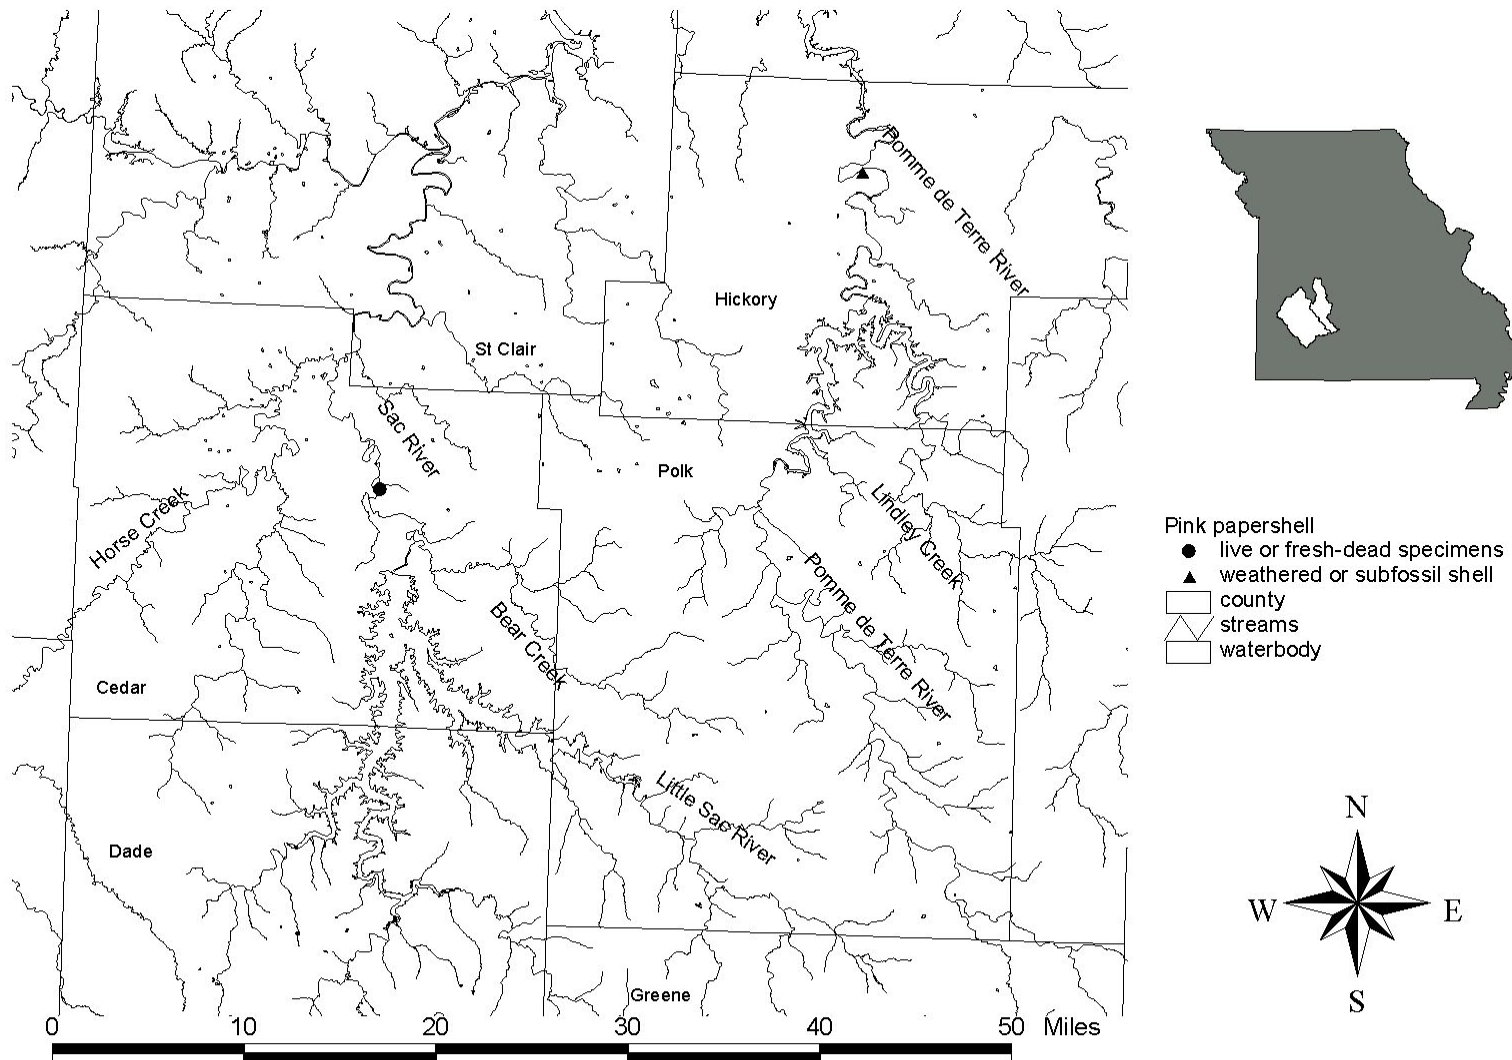 Pomme de Terre River
Hickory
St Clair
Sac River
Polk
Horse Creek
Lindley Creek
Pomme de Terre River
Bear Creek
Cedar
Little Sac River
Dade
Greene
0 10 20 30 40 50 Miles
Pink papershell
live or fresh-dead specimens
weathered or subfossil shell
county
streams
waterbody
N
W E
S